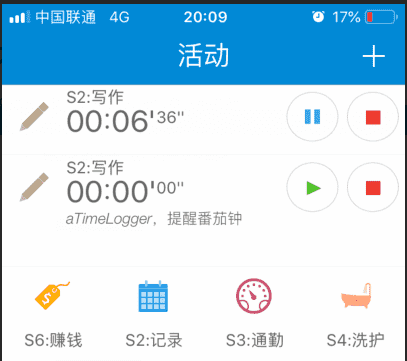 中国联通 4G 20:09 17%
活动
S2:写作
00:06'36"
S2:写作
00:00'00"
aTimeLogger，提醒番茄钟
S6:赚钱 S2:记录 S3:通勤 S4:洗护